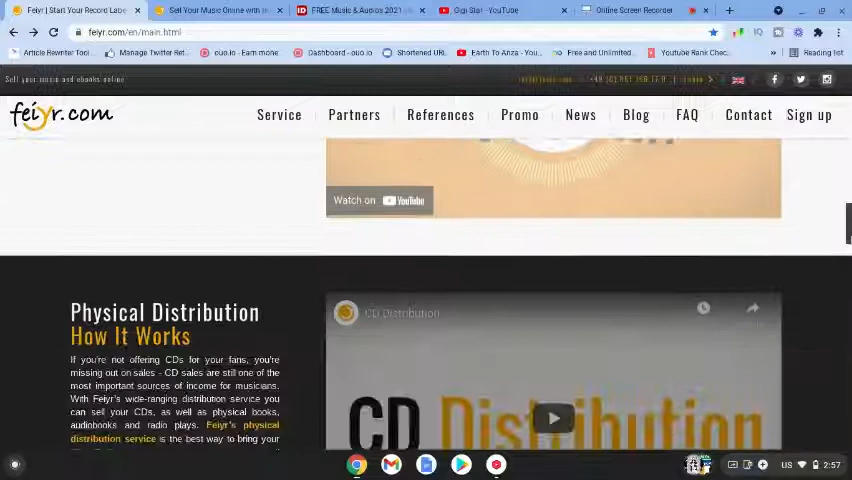 Feiyr | Start Your Record Labe
Sell Your Music Online with
FREE Music & Audios 2021
Gigi Star - YouTube
Online Screen Recorder
feiyr.com/en/main.html
Article Rewriter Tool...
Manage Twitter Ret...
ouo.io - Earn mone...
Dashboard - ouo.io
Shortened URL...
Earth To Anza - You...
Free and Unlimited...
Youtube Rank Chec...
»
Reading list
Sell your music and ebooks online
feiyr.com
Service
Partners
References
Promo
News
Blog
FAQ
Contact
Sign up
Watch on YouTube
Physical Distribution
How It Works
If you're not offering CDs for your fans, you're
missing out on sales - CD sales are still one of the
most important sources of income for musicians.
With Feiyr's wide-ranging distribution service you
can sell your CDs, as well as physical books,
audiobooks and radio plays. Feiyr's physical
distribution service is the best way to bring your
CD Distribution
CD Distribution
US
2:57